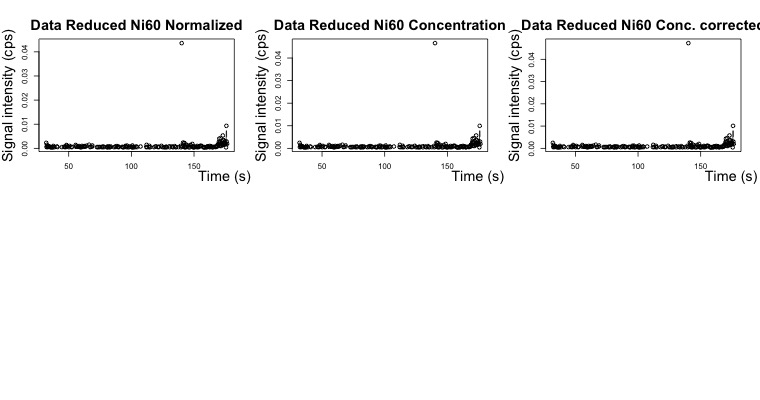 Data Reduced Ni60 Normalized
Signal intensity (cps)
0.00 0.01 0.02 0.03 0.04
50 100 150
Time (s)
Data Reduced Ni60 Concentration
Signal intensity (cps)
0.00 0.01 0.02 0.03 0.04
50 100 150
Time (s)
Data Reduced Ni60 Conc. corrected
Signal intensity (cps)
0.00 0.01 0.02 0.03 0.04
50 100 150
Time (s)